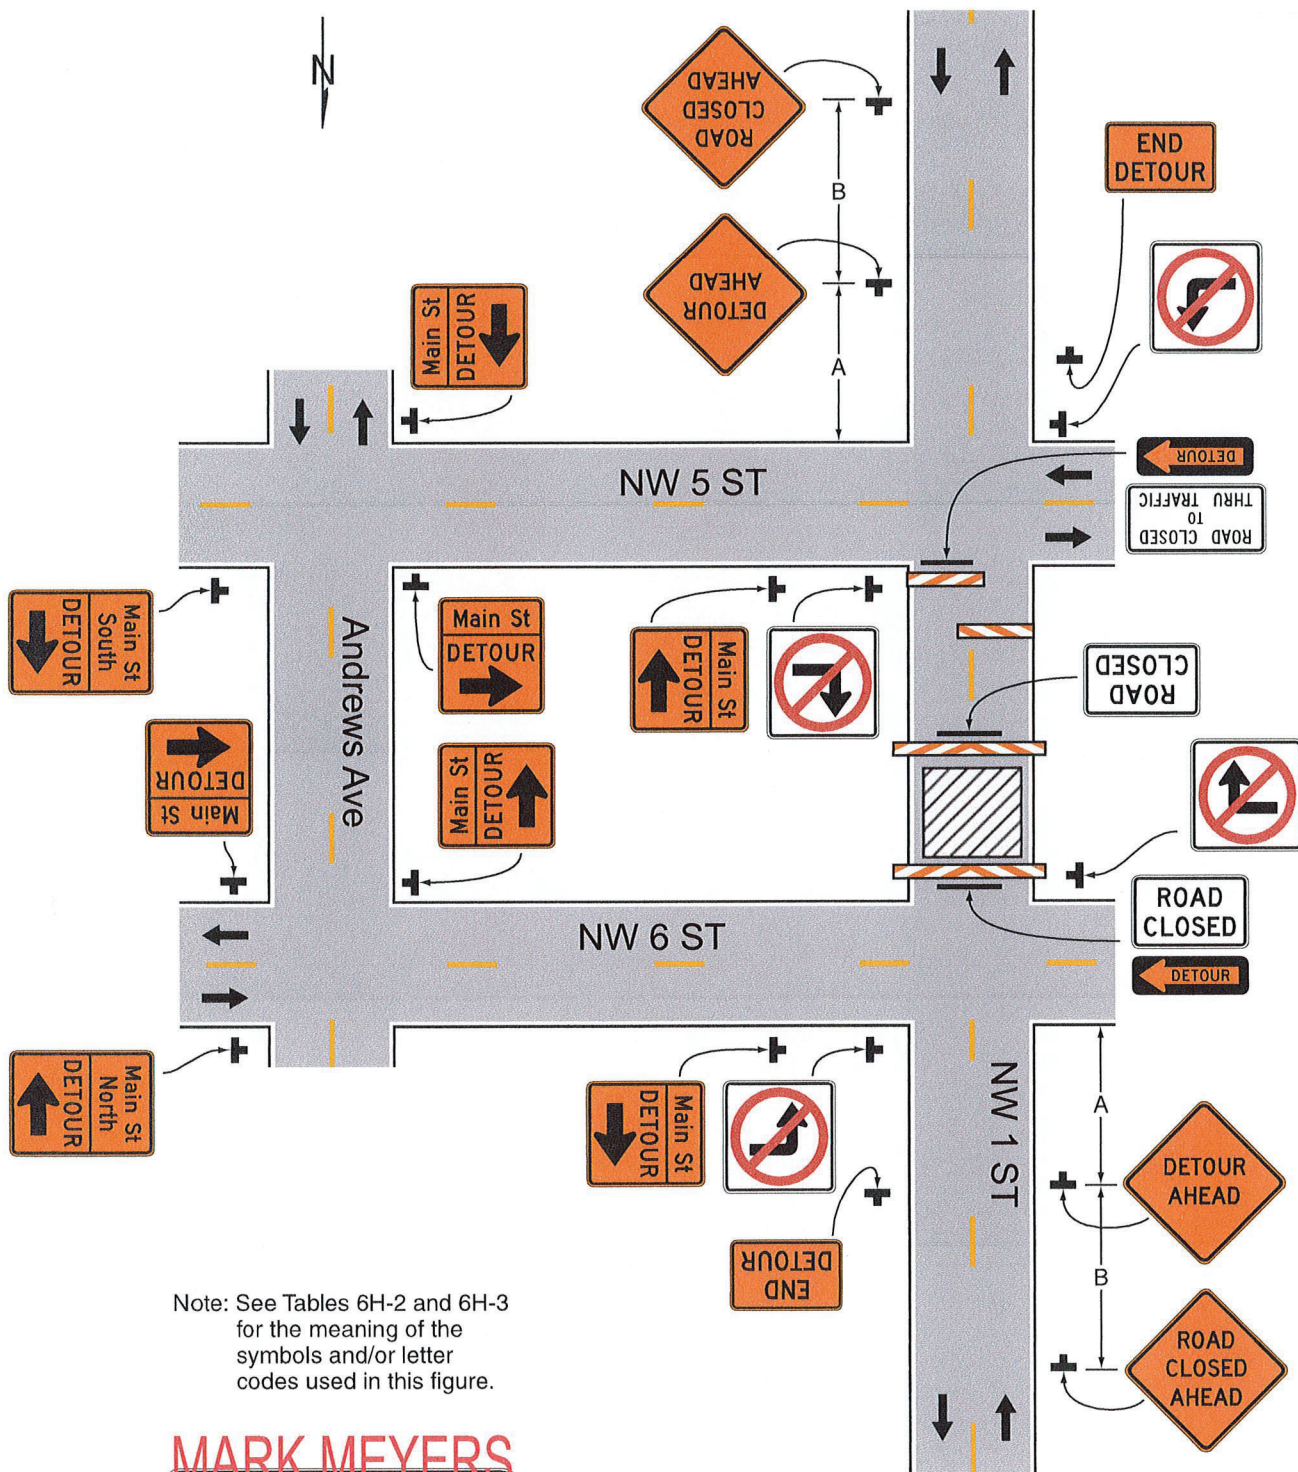 N
ROAD
CLOSED
AHEAD
B
DETOUR
AHEAD
A
END
DETOUR
Main St
DETOUR
NW 5 ST
DETOUR
ROAD CLOSED
TO
THRU TRAFFIC
Main St
South
DETOUR
Andrews Ave
Main St
DETOUR
Main St
DETOUR
ROAD
CLOSED
Main St
DETOUR
Main St
DETOUR
NW 6 ST
ROAD
CLOSED
DETOUR
Main St
North
DETOUR
Main St
DETOUR
NW 1 ST
A
DETOUR
AHEAD
END
DETOUR
B
ROAD
CLOSED
AHEAD
Note: See Tables 6H-2 and 6H-3
for the meaning of the
symbols and/or letter
codes used in this figure.
MARK MEYERS